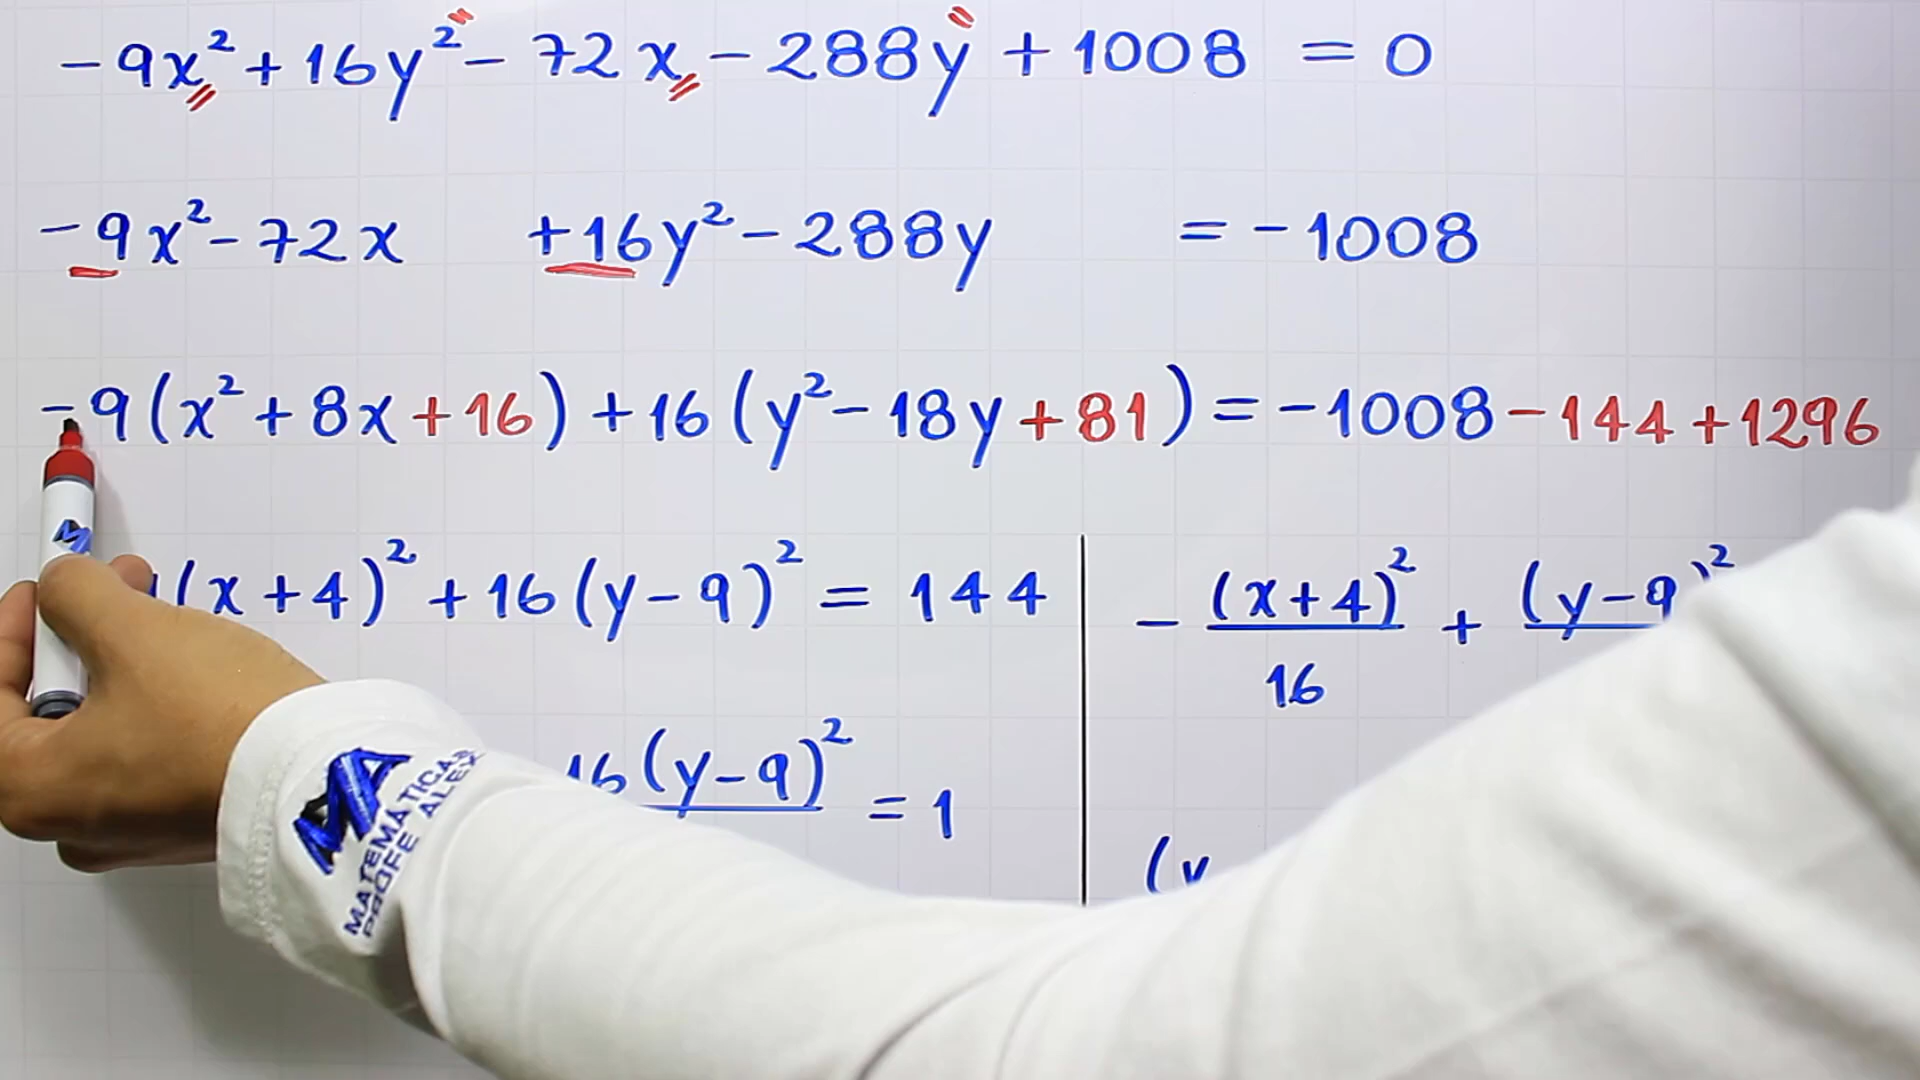 -9x²+16y²-72x-288y+1008 = 0
-9x²-72x +16y²-288y = -1008
-9(x²+8x+16)+16(y²-18y+81)=-1008-144+1296
(x+4)²+16(y-9)² = 144
16(y-9)² = 1
-(x+4)²/16 + (y-9)²
MA
MATEMÁTICAS
PROFE ALEX